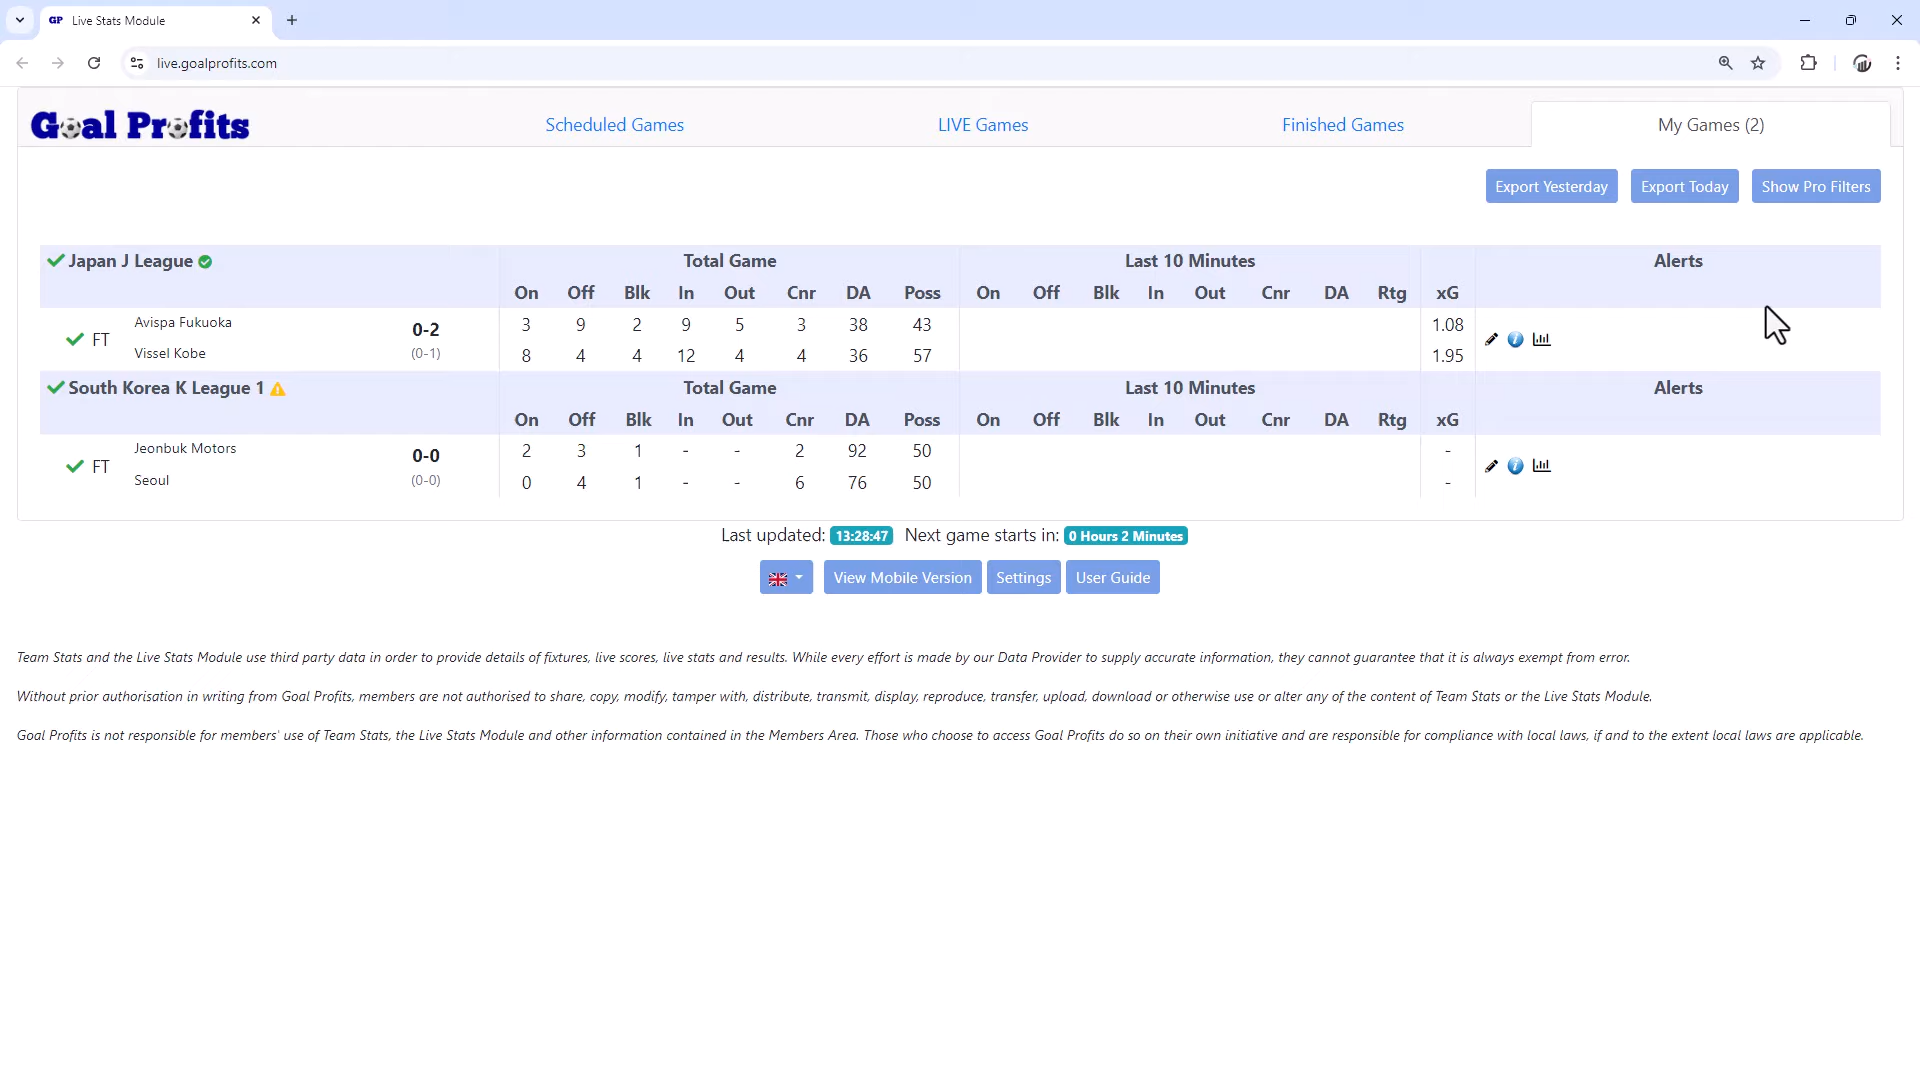 GP Live Stats Module
live.goalprofits.com
Goal Profits Scheduled Games LIVE Games Finished Games My Games (2)
Export Yesterday Export Today Show Pro Filters
Japan J League Total Game Last 10 Minutes Alerts
On Off Blk In Out Cnr DA Poss On Off Blk In Out Cnr DA Rtg xG
FT
Avispa Fukuoka 0-2 3 9 2 9 5 3 38 43 1.08
Vissel Kobe (0-1) 8 4 4 12 4 4 36 57 1.95
South Korea K League 1 Total Game Last 10 Minutes Alerts
On Off Blk In Out Cnr DA Poss On Off Blk In Out Cnr DA Rtg xG
FT
Jeonbuk Motors 0-0 2 3 1 - - 2 92 50 -
Seoul (0-0) 0 4 1 - - 6 76 50 -
Last updated: 13:28:47 Next game starts in: 0 Hours 2 Minutes
View Mobile Version Settings User Guide
Team Stats and the Live Stats Module use third party data in order to provide details of fixtures, live scores, live stats and results. While every effort is made by our Data Provider to supply accurate information, they cannot guarantee that it is always exempt from error.
Without prior authorisation in writing from Goal Profits, members are not authorised to share, copy, modify, tamper with, distribute, transmit, display, reproduce, transfer, upload, download or otherwise use or alter any of the content of Team Stats or the Live Stats Module.
Goal Profits is not responsible for members' use of Team Stats, the Live Stats Module and other information contained in the Members Area. Those who choose to access Goal Profits do so on their own initiative and are responsible for compliance with local laws, if and to the extent local laws are applicable.